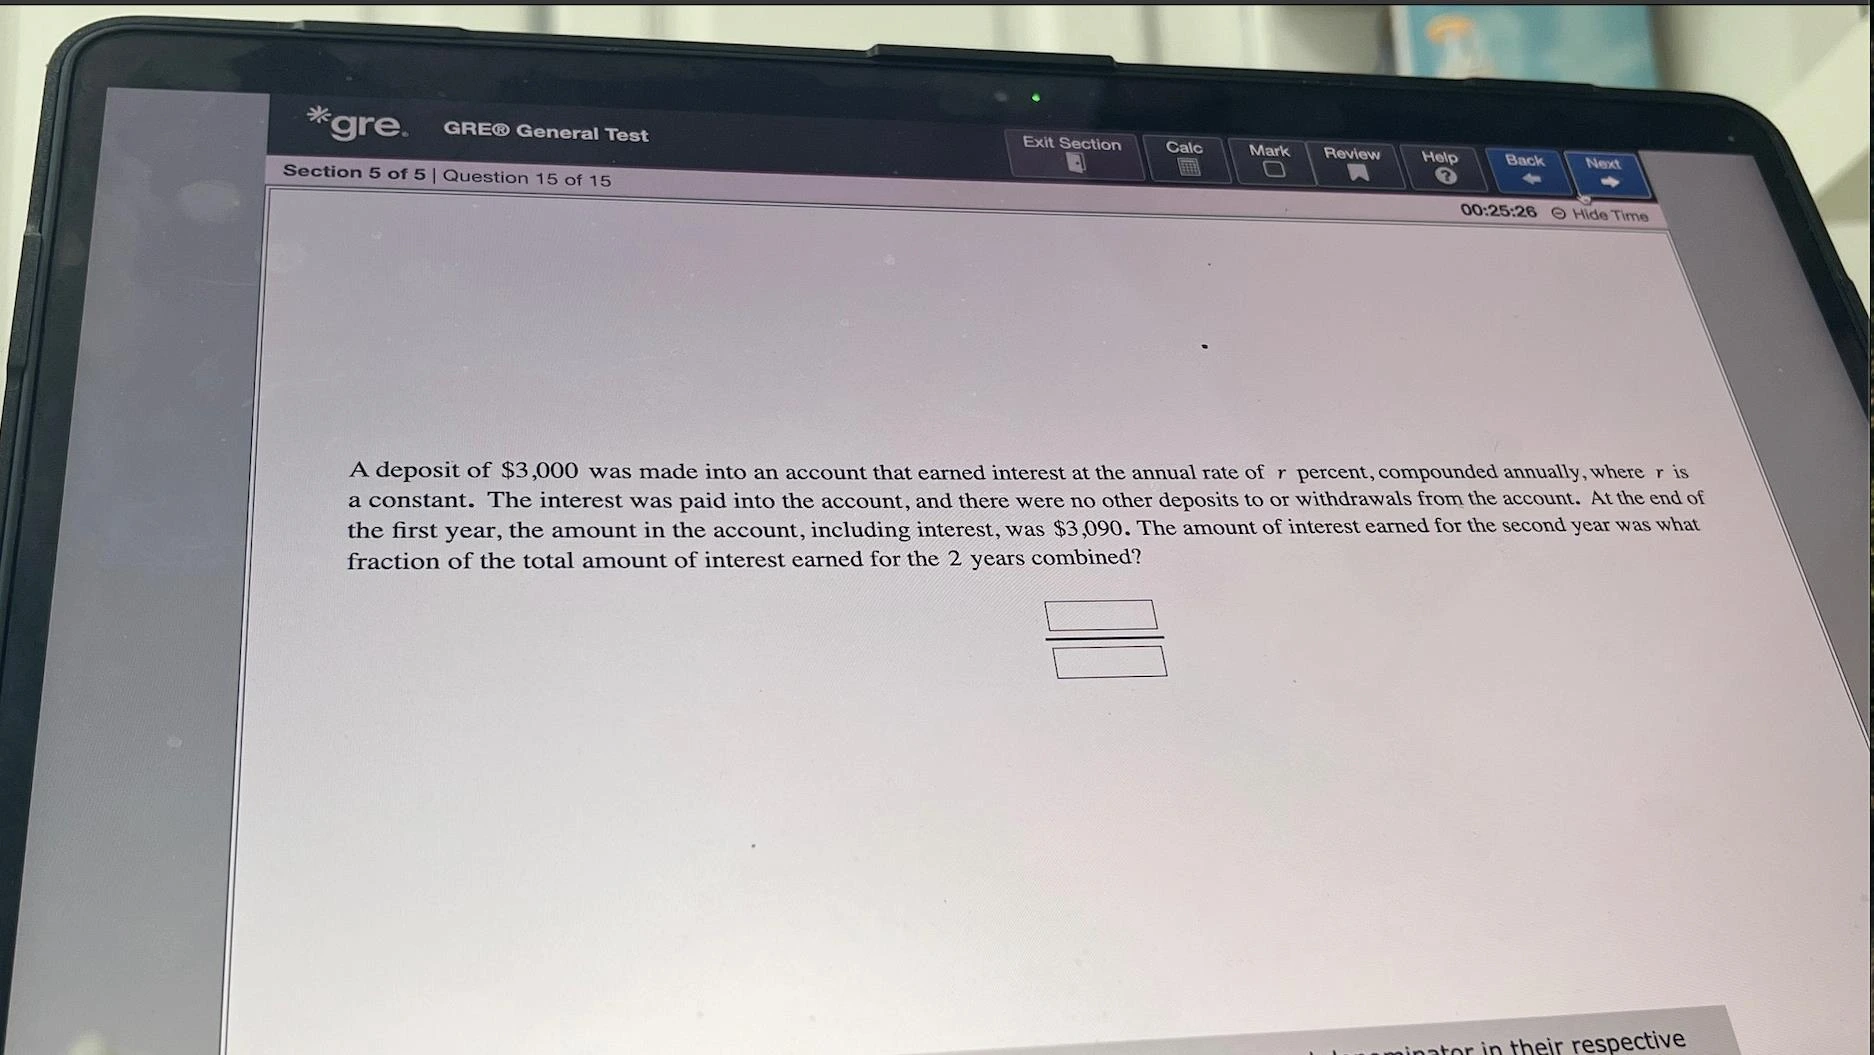 *gre. GRE® General Test
Exit Section Calc Mark Review Help Back Next
Section 5 of 5 | Question 15 of 15
00:25:26 Hide Time
A deposit of $3,000 was made into an account that earned interest at the annual rate of r percent, compounded annually, where r is
a constant. The interest was paid into the account, and there were no other deposits to or withdrawals from the account. At the end of
the first year, the amount in the account, including interest, was $3,090. The amount of interest earned for the second year was what
fraction of the total amount of interest earned for the 2 years combined?
in their respective